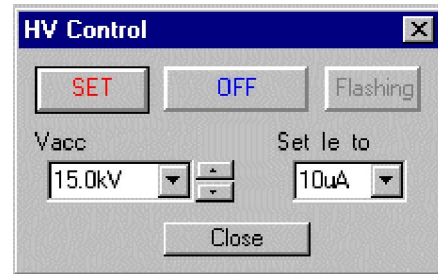 HV Control
SET OFF Flashing
Vacc Set Ie to
15.0kV 10uA
Close